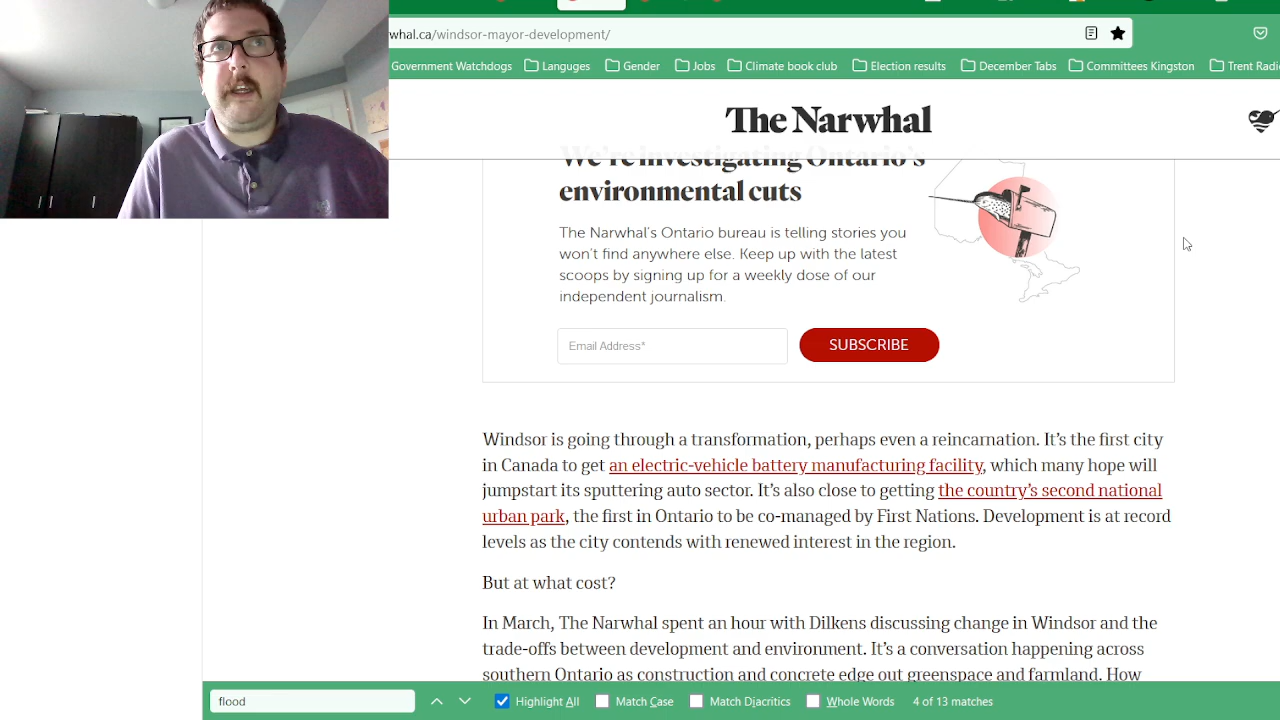 whal.ca/windsor-mayor-development/
Government Watchdogs Languges Gender Jobs Climate book club Election results December Tabs Committees Kingston Trent Radi
The Narwhal
We're investigating Ontario's
environmental cuts
The Narwhal's Ontario bureau is telling stories you
won't find anywhere else. Keep up with the latest
scoops by signing up for a weekly dose of our
independent journalism.
Email Address*
SUBSCRIBE
Windsor is going through a transformation, perhaps even a reincarnation. It's the first city
in Canada to get an electric-vehicle battery manufacturing facility, which many hope will
jumpstart its sputtering auto sector. It's also close to getting the country's second national
urban park, the first in Ontario to be co-managed by First Nations. Development is at record
levels as the city contends with renewed interest in the region.
But at what cost?
In March, The Narwhal spent an hour with Dilkens discussing change in Windsor and the
trade-offs between development and environment. It's a conversation happening across
southern Ontario as construction and concrete edge out greenspace and farmland. How
flood
Highlight All Match Case Match Diacritics Whole Words 4 of 13 matches